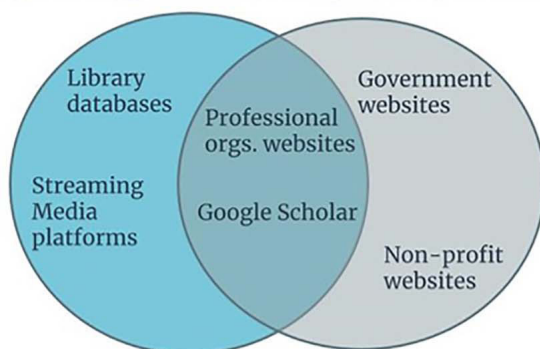 Library
databases
Streaming
Media
platforms
Professional
orgs. websites
Google Scholar
Government
websites
Non-profit
websites